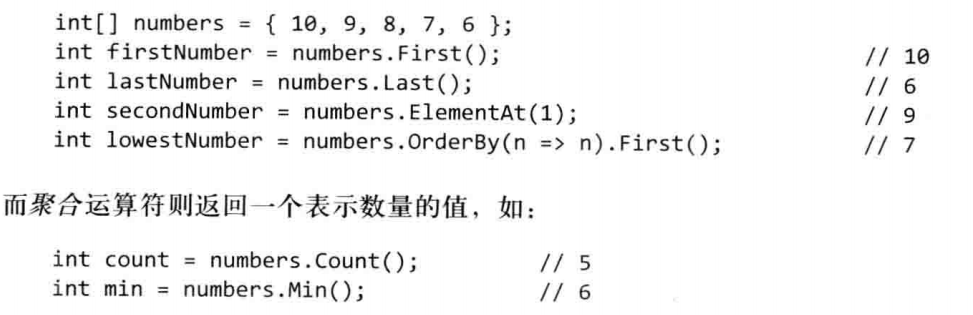 int[] numbers = { 10, 9, 8, 7, 6 };
int firstNumber = numbers.First(); // 10
int lastNumber = numbers.Last(); // 6
int secondNumber = numbers.ElementAt(1); // 9
int lowestNumber = numbers.OrderBy(n => n).First(); // 7
而聚合运算符则返回一个表示数量的值，如：
int count = numbers.Count(); // 5
int min = numbers.Min(); // 6